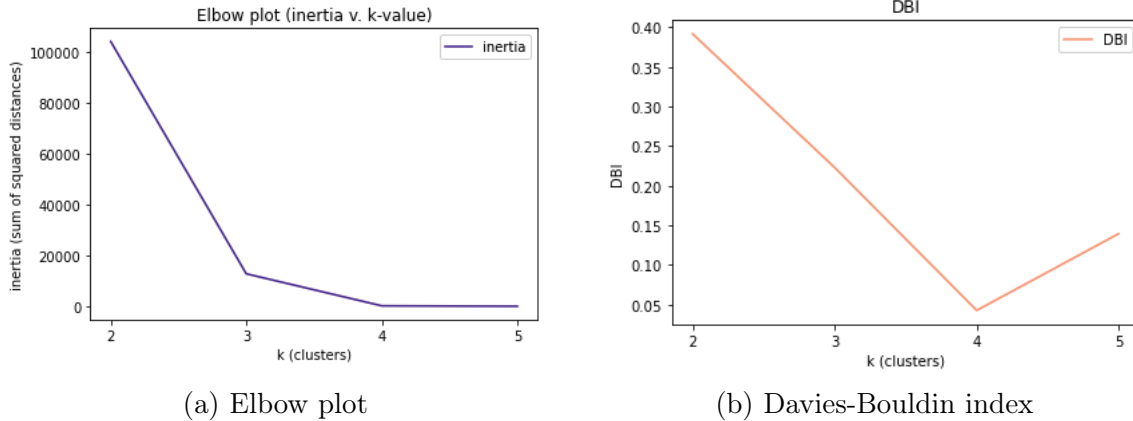 Elbow plot (inertia v. k-value)
inertia
100000
80000
60000
40000
20000
0
inertia (sum of squared distances)
2 3 4 5
k (clusters)
(a) Elbow plot
DBI
DBI
0.40
0.35
0.30
0.25
0.20
0.15
0.10
0.05
DBI
2 3 4 5
k (clusters)
(b) Davies-Bouldin index